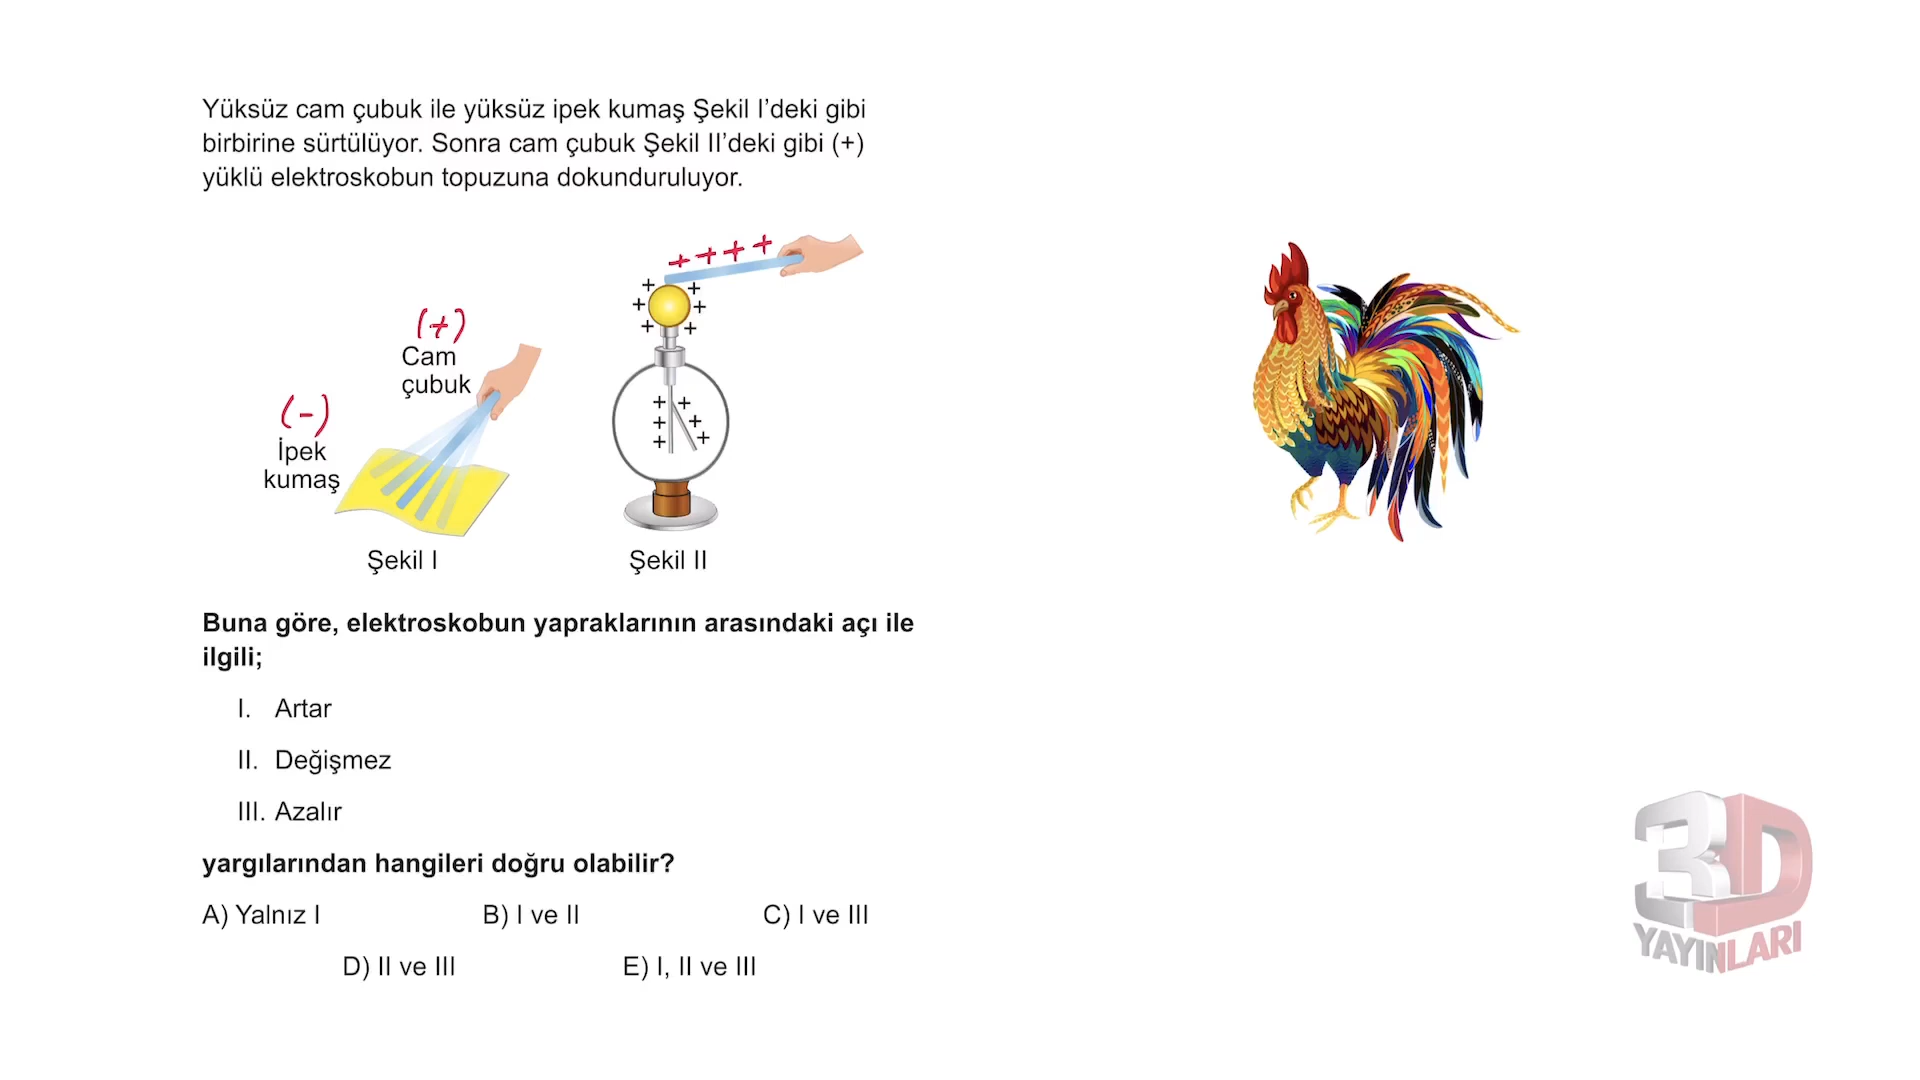 Yüksüz cam çubuk ile yüksüz ipek kumaş Şekil I’deki gibi
birbirine sürtülüyor. Sonra cam çubuk Şekil II’deki gibi (+)
yüklü elektroskobun topuzuna dokunduruluyor.
+ + + +
+ +
+ +
+ +
(+)
Cam
çubuk
(-)
İpek
kumaş
+ +
+ +
+ +
Şekil I
Şekil II
Buna göre, elektroskobun yapraklarının arasındaki açı ile
ilgili;
I. Artar
II. Değişmez
III. Azalır
yargılarından hangileri doğru olabilir?
A) Yalnız I B) I ve II C) I ve III
D) II ve III E) I, II ve III
3D
YAYINLARI